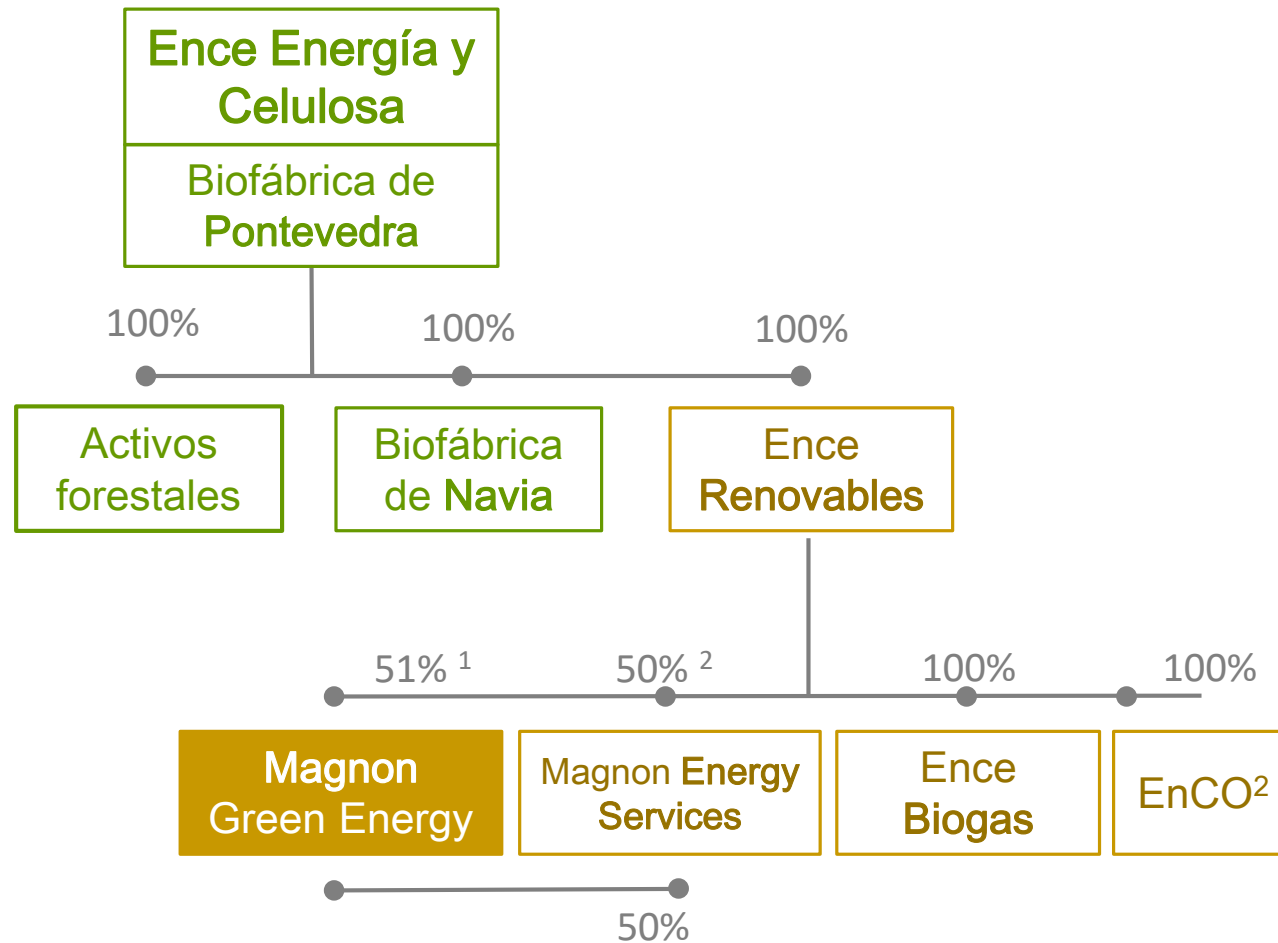 Ence Energía y
Celulosa
Biofábrica de
Pontevedra
100%
100%
100%
Activos
forestales
Biofábrica
de Navia
Ence
Renovables
51% ¹
50% ²
100%
100%
Magnon
Green Energy
Magnon Energy
Services
Ence
Biogas
EnCO²
50%